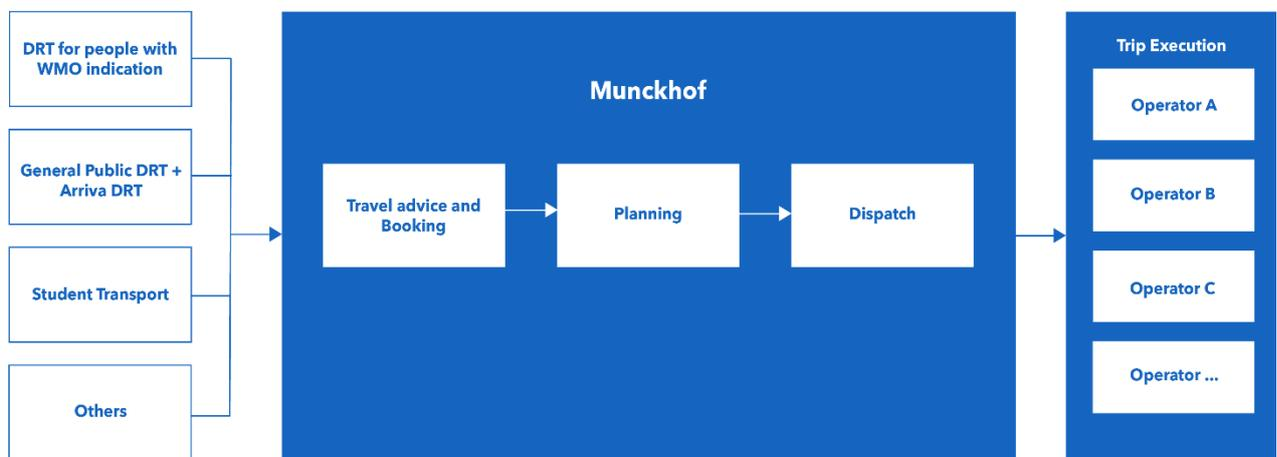 DRT for people with
WMO indication
General Public DRT +
Arriva DRT
Student Transport
Others
Munckhof
Travel advice and
Booking
Planning
Dispatch
Trip Execution
Operator A
Operator B
Operator C
Operator ...